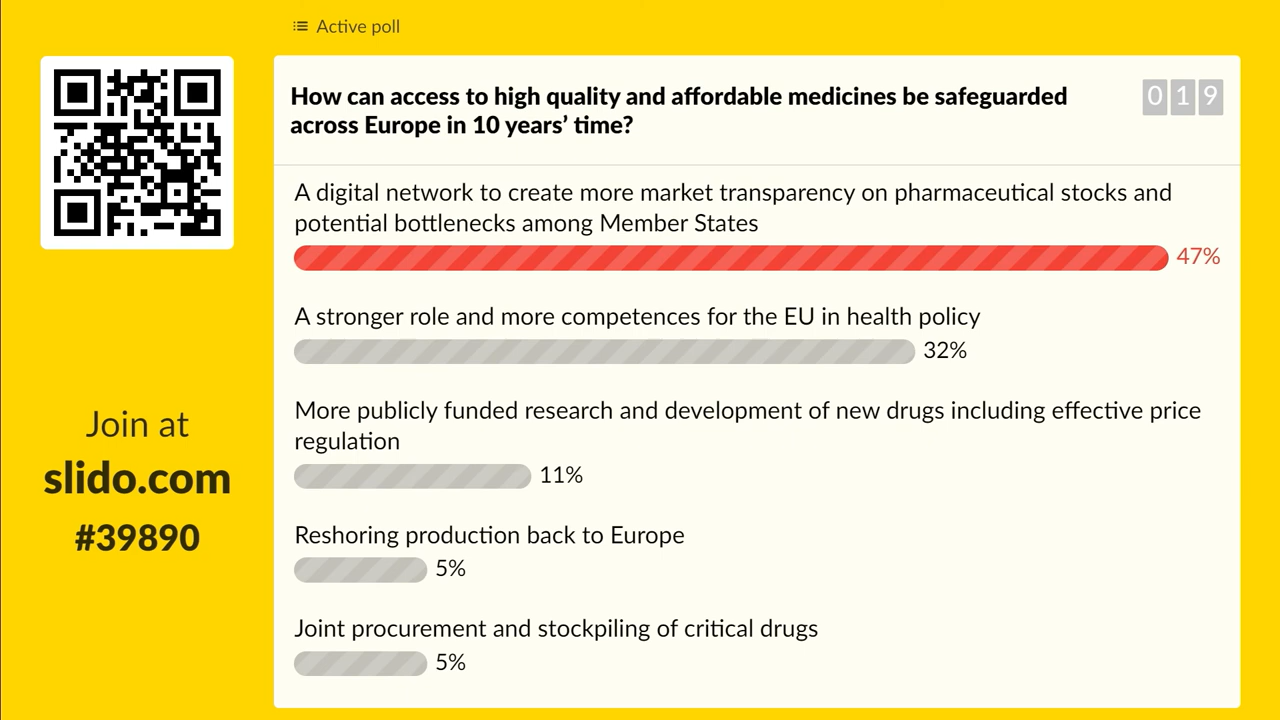 Active poll
How can access to high quality and affordable medicines be safeguarded
across Europe in 10 years’ time?
019
A digital network to create more market transparency on pharmaceutical stocks and
potential bottlenecks among Member States
47%
A stronger role and more competences for the EU in health policy
32%
More publicly funded research and development of new drugs including effective price
regulation
11%
Reshoring production back to Europe
5%
Joint procurement and stockpiling of critical drugs
5%
Join at
slido.com
#39890